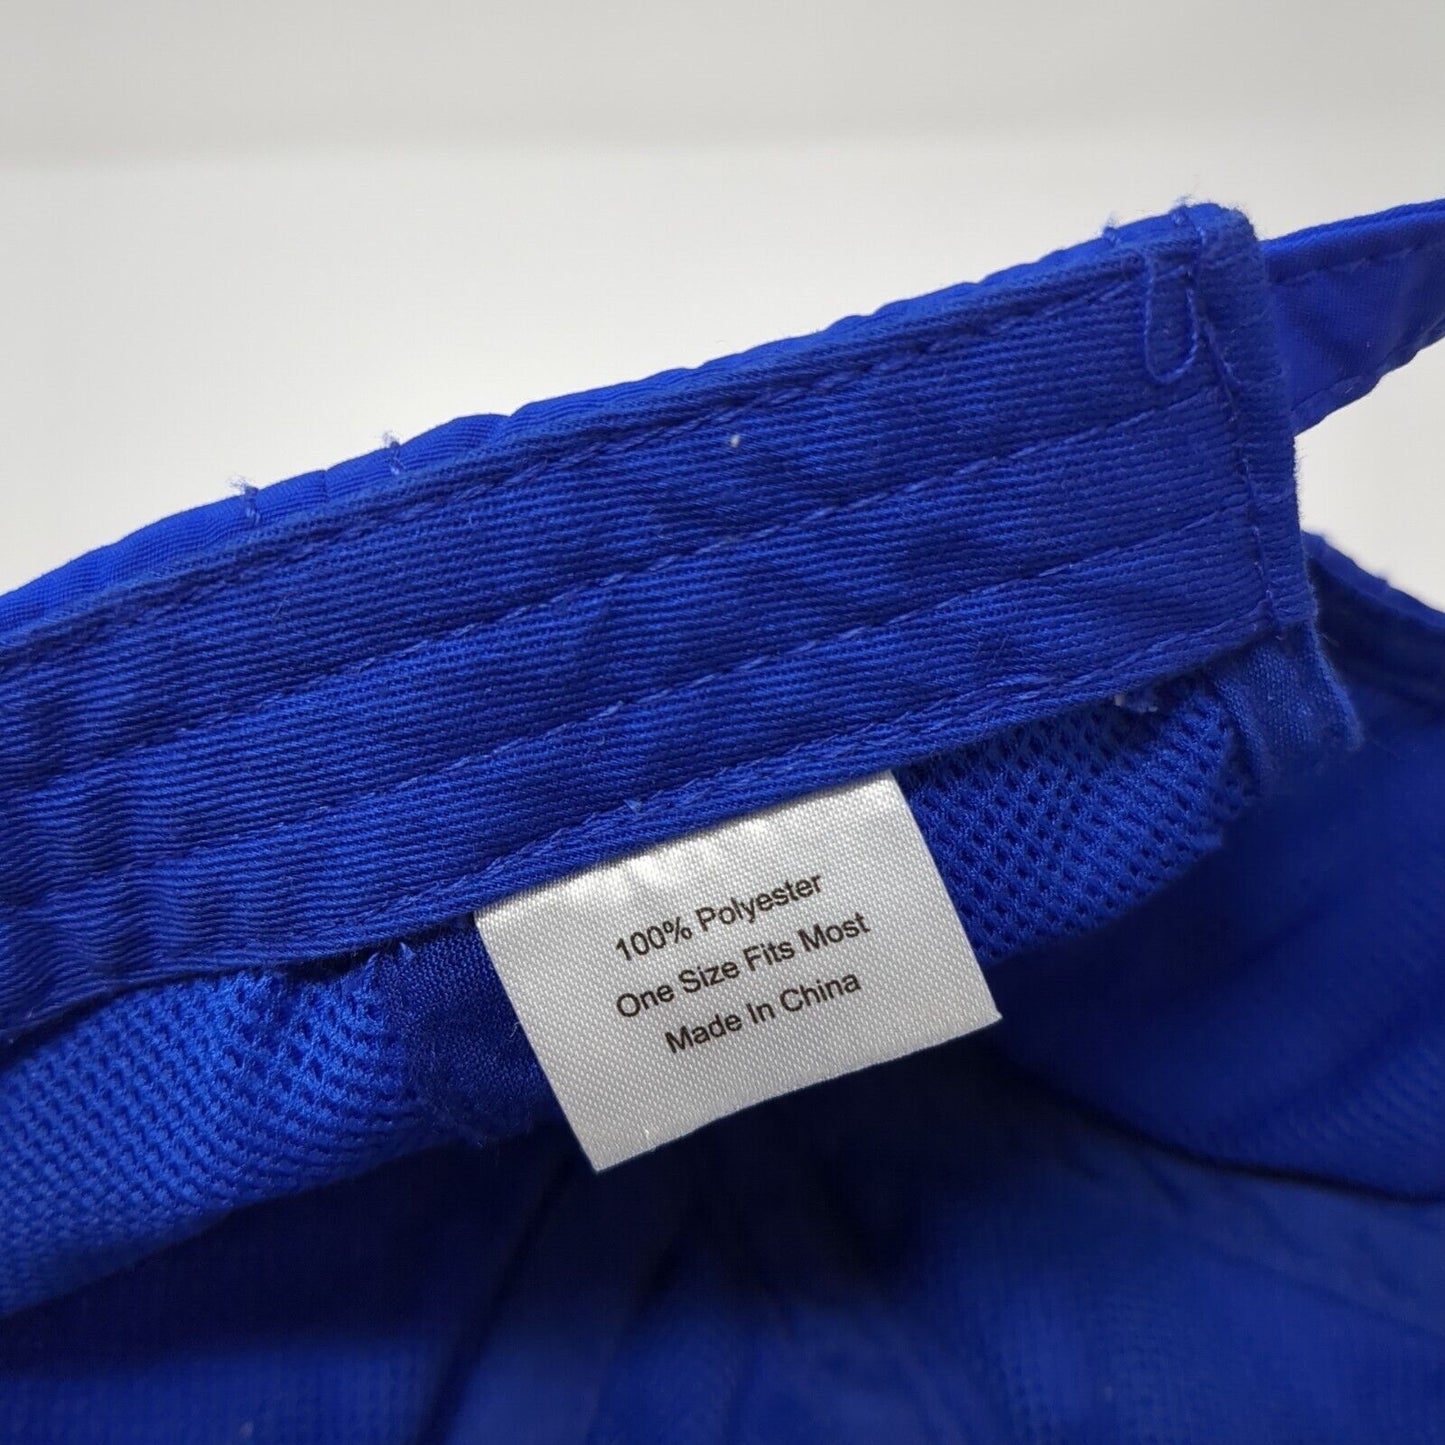 100% Polyester
One Size Fits Most
Made In China